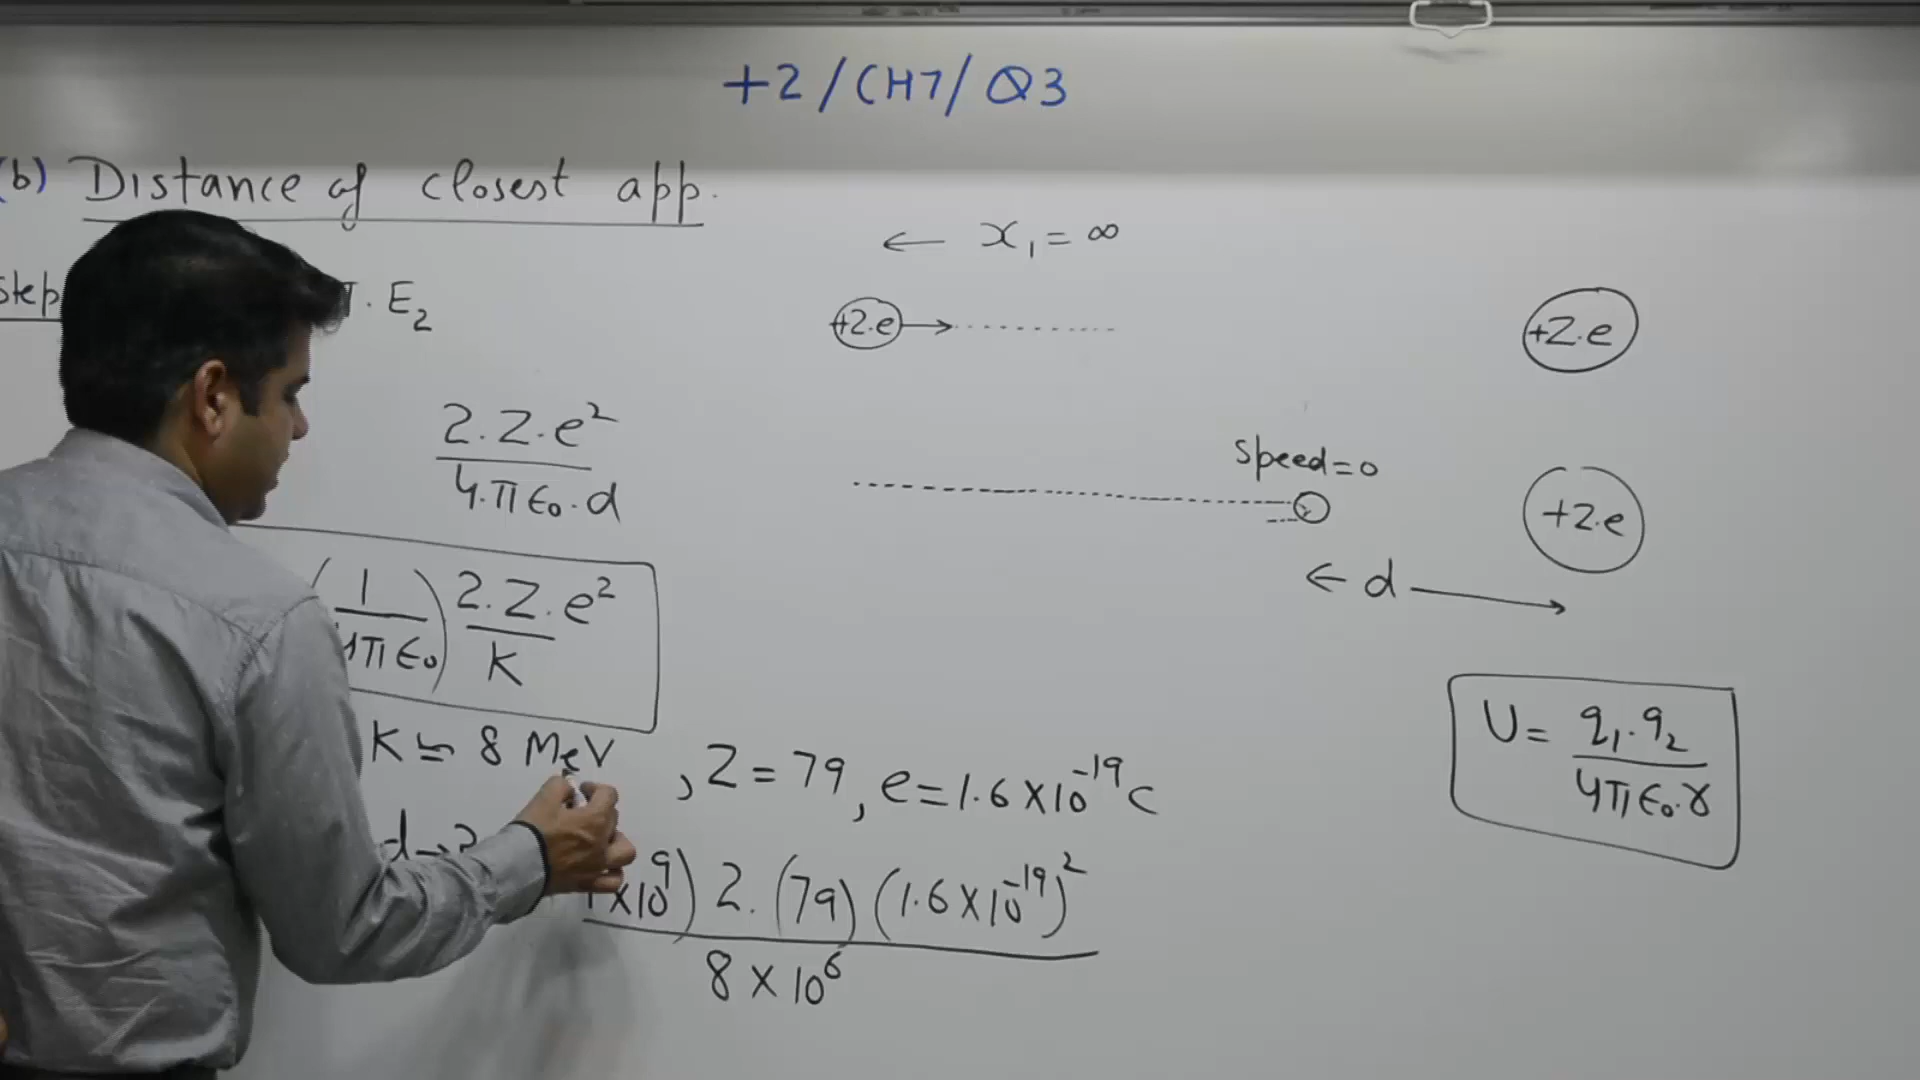 +2/CH7/Q3
(b) Distance of closest app.
← x₁ = ∞
Step
. E₂
+2.e
+Z.e
2.Z.e²
4.π ϵ₀.d
Speed=0
+Z.e
← d →
(1/4π ϵ₀) 2.Z.e²/K
U = q₁.q₂/4π ϵ₀.r
K = 8 MeV, Z = 79, e = 1.6 × 10⁻¹⁹ C
d → ?
× 10⁹) 2. (79) (1.6 × 10⁻¹⁹)²
8 × 10⁶